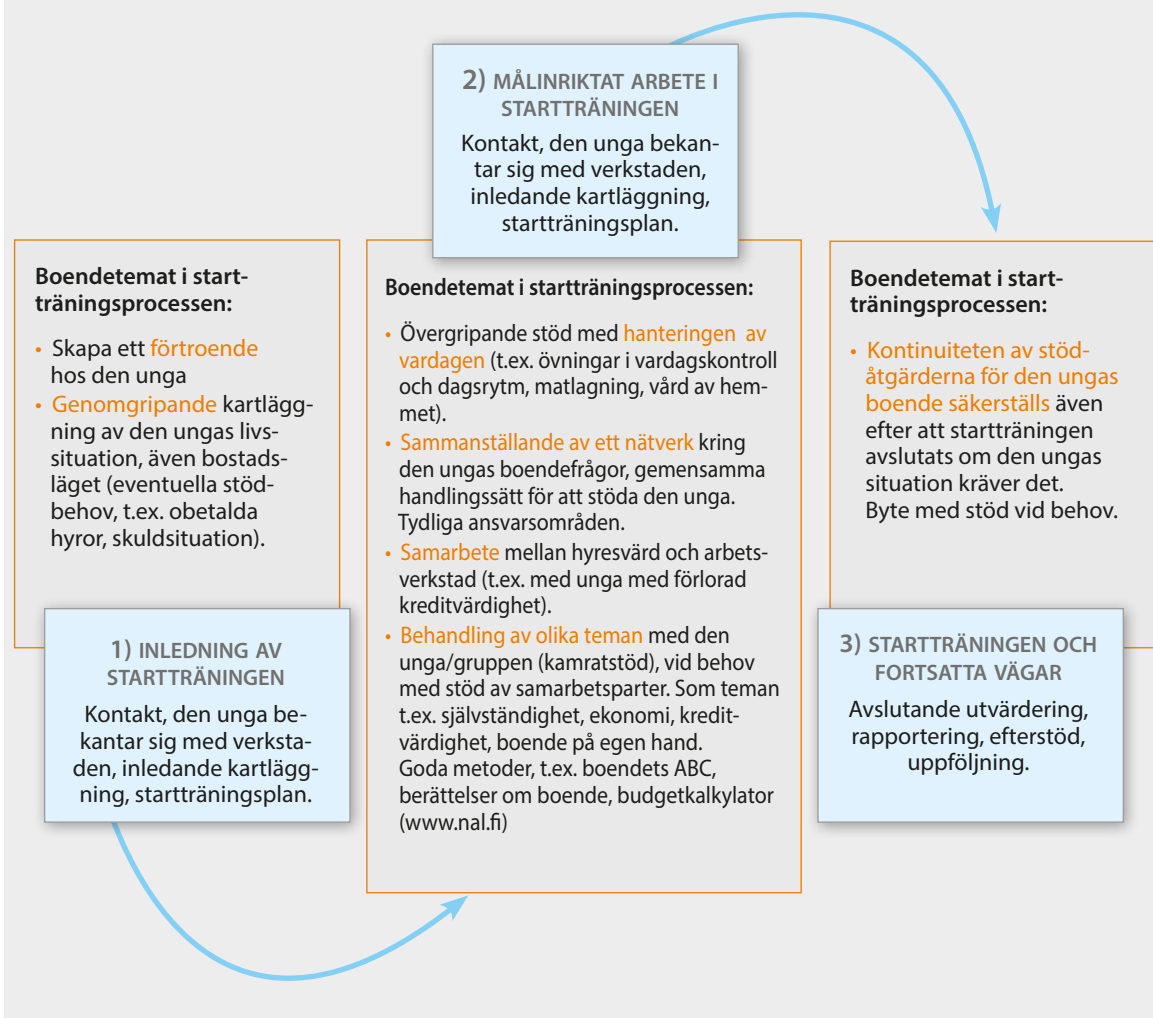 Boendetemat i start-
träningsprocessen:
• Skapa ett förtroende
hos den unga
• Genomgripande kartlägg-
ning av den ungas livs-
situation, även bostads-
läget (eventuella stöd-
behov, t.ex. obetalda
hyror, skuldsituation).
1) INLEDNING AV
STARTTRÄNINGEN
Kontakt, den unga be-
kantar sig med verksta-
den, inledande kartlägg-
ning, startträningsplan.
2) MÅLINRIKTAT ARBETE I
STARTTRÄNINGEN
Kontakt, den unga bekan-
tar sig med verkstaden,
inledande kartläggning,
startträningsplan.
Boendetemat i startträningsprocessen:
• Övergripande stöd med hanteringen av
vardagen (t.ex. övningar i vardagskontroll
och dagsrytm, matlagning, vård av hem-
met).
• Sammanställande av ett nätverk kring
den ungas boendefrågor, gemensamma
handlingssätt för att stöda den unga.
Tydliga ansvarsområden.
• Samarbete mellan hyresvärd och arbets-
verkstad (t.ex. med unga med förlorad
kreditvärdighet).
• Behandling av olika teman med den
unga/gruppen (kamratstöd), vid behov
med stöd av samarbetsparter. Som teman
t.ex. självständighet, ekonomi, kredit-
värdighet, boende på egen hand.
Goda metoder, t.ex. boendets ABC,
berättelser om boende, budgetkalkylator
(www.nal.fi)
Boendetemat i start-
träningsprocessen:
• Kontinuiteten av stöd-
åtgärderna för den ungas
boende säkerställs även
efter att startträningen
avslutats om den ungas
situation kräver det.
Byte med stöd vid behov.
3) STARTTRÄNINGEN OCH
FORTSATTA VÄGAR
Avslutande utvärdering,
rapportering, efterstöd,
uppföljning.